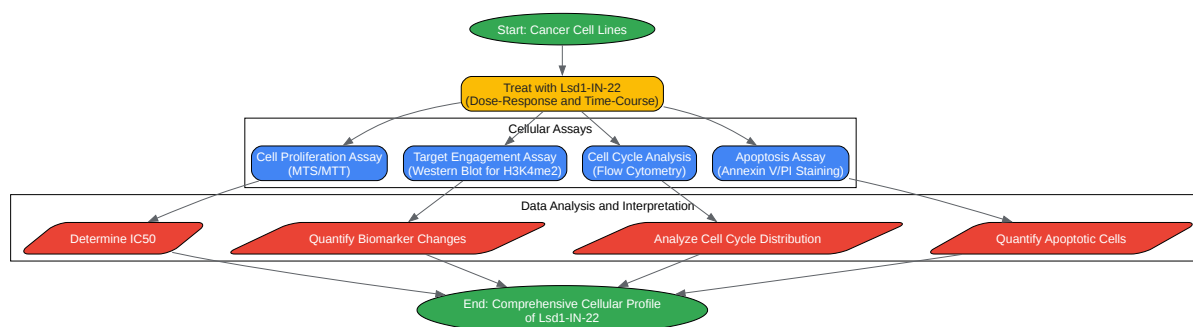 Start: Cancer Cell Lines
Treat with Lsd1-IN-22
(Dose-Response and Time-Course)
Cellular Assays
Cell Proliferation Assay
(MTS/MTT)
Target Engagement Assay
(Western Blot for H3K4me2)
Cell Cycle Analysis
(Flow Cytometry)
Apoptosis Assay
(Annexin V/PI Staining)
Data Analysis and Interpretation
Determine IC50
Quantify Biomarker Changes
Analyze Cell Cycle Distribution
Quantify Apoptotic Cells
End: Comprehensive Cellular Profile
of Lsd1-IN-22